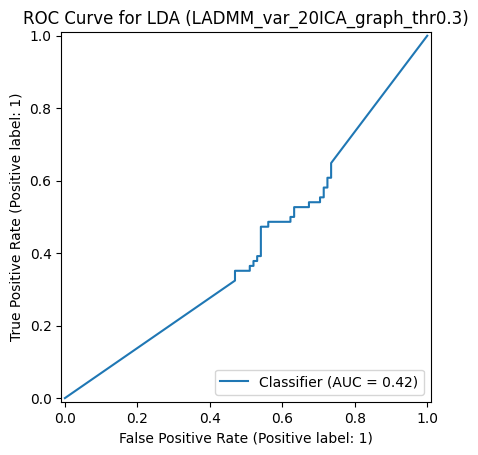 ROC Curve for LDA (LADMM_var_20ICA_graph_thr0.3)
True Positive Rate (Positive label: 1)
1.0
0.8
0.6
0.4
0.2
0.0
Classifier (AUC = 0.42)
0.0 0.2 0.4 0.6 0.8 1.0
False Positive Rate (Positive label: 1)